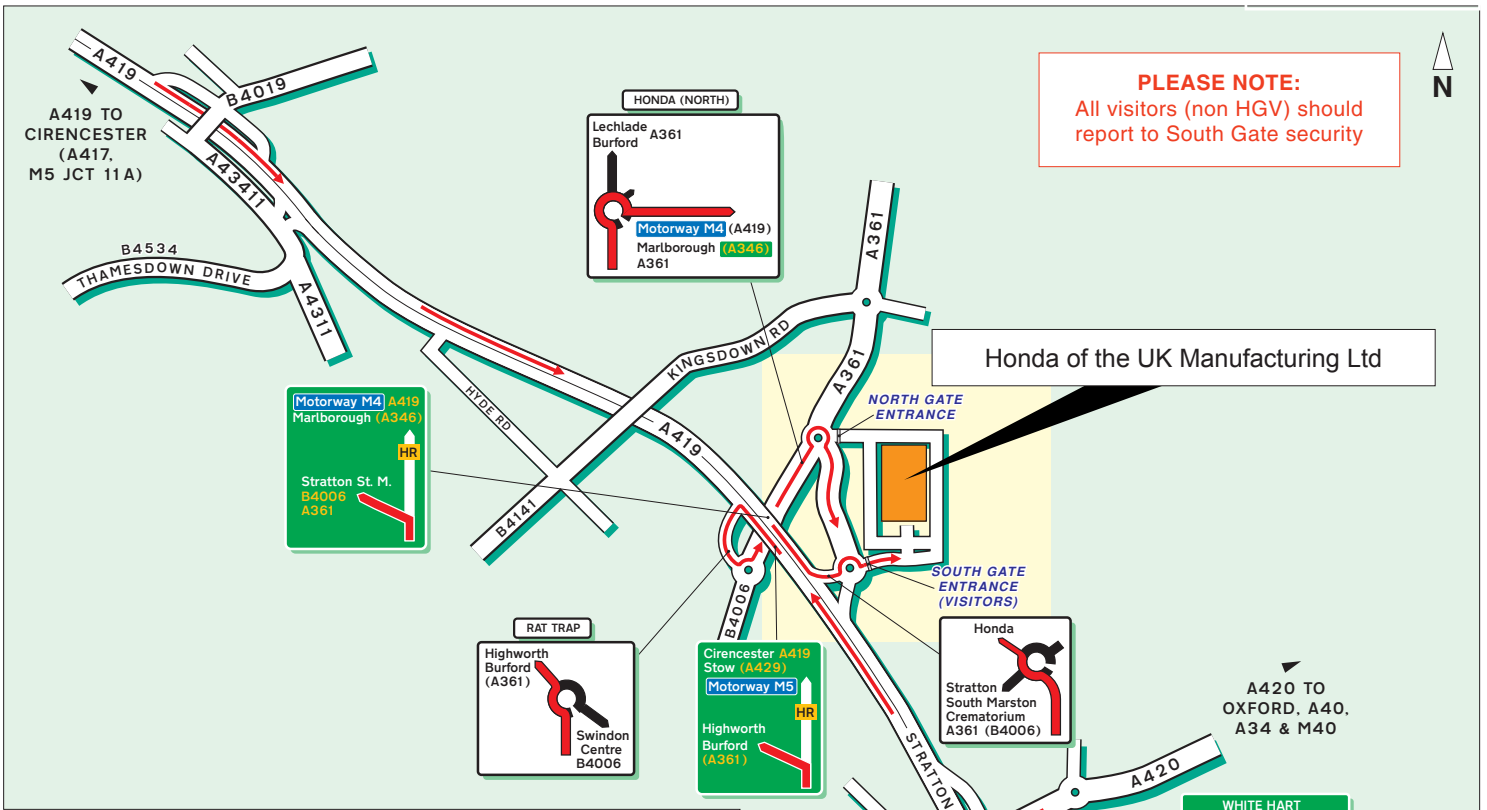 A419
A419 TO
CIRENCESTER
(A417,
M5 JCT 11A)
B4019
A43411
B4534
THAMESDOWN DRIVE
A4311
HONDA (NORTH)
Lechlade
Burford
A361
Motorway M4 (A419)
Marlborough (A346)
A361
PLEASE NOTE:
All visitors (non HGV) should
report to South Gate security
N
A361
KINGSDOWN RD
A361
Honda of the UK Manufacturing Ltd
NORTH GATE
ENTRANCE
HYDE RD
A419
B4141
Motorway M4 A419
Marlborough (A346)
HR
Stratton St. M.
B4006
A361
SOUTH GATE
ENTRANCE
(VISITORS)
B4006
RAT TRAP
Highworth
Burford
(A361)
Swindon
Centre
B4006
Cirencester A419
Stow (A429)
Motorway M5
HR
Highworth
Burford
(A361)
Honda
Stratton
South Marston
Crematorium
A361 (B4006)
A420 TO
OXFORD, A40,
A34 & M40
STRATTON
A420
WHITE HART